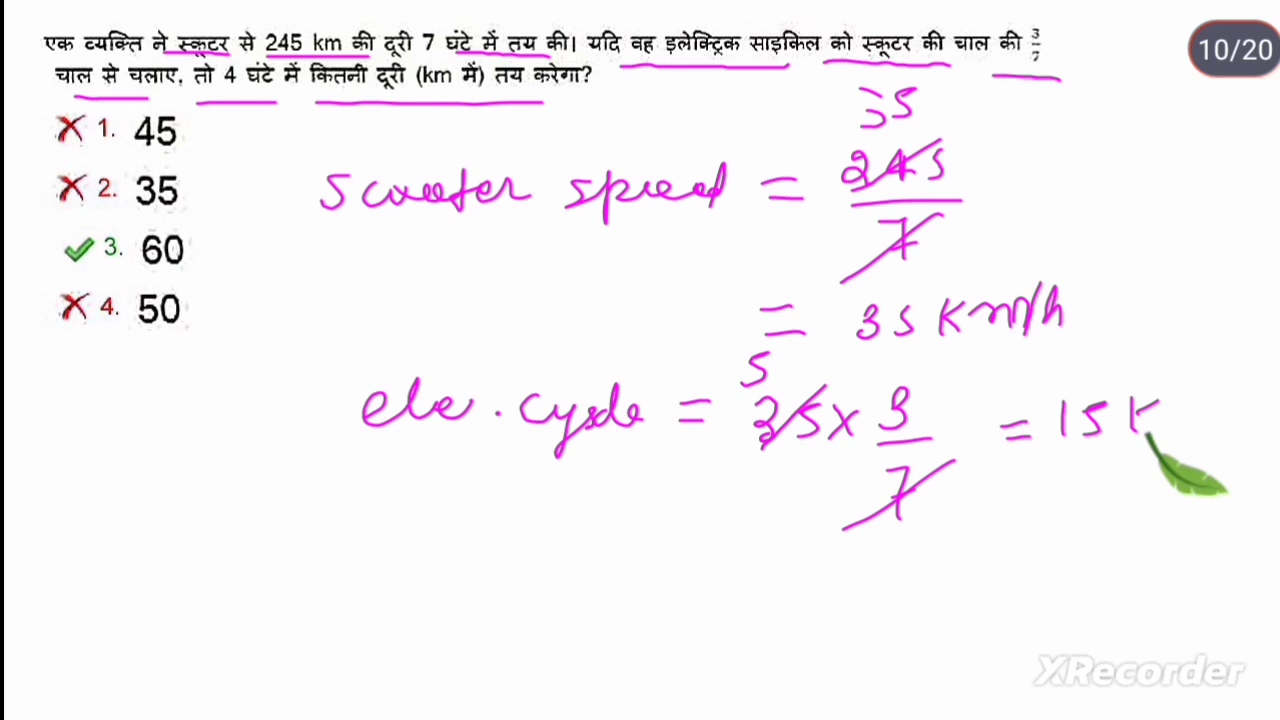 एक व्यक्ति ने स्कूटर से 245 km की दूरी 7 घंटे में तय की। यदि वह इलेक्ट्रिक साइकिल को स्कूटर की चाल की 3/7
चाल से चलाए, तो 4 घंटे में कितनी दूरी (km में) तय करेगा?
10/20
1. 45
2. 35
3. 60
4. 50
35
Scooter speed = 245/7
= 35 Km/h
5
ele. cycle = 35 x 3/7 = 15 K
XRecorder